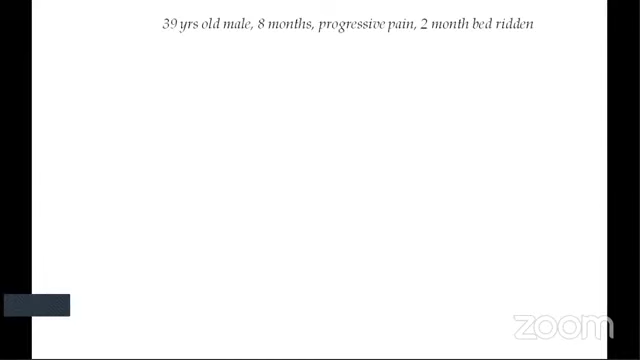 39 yrs old male, 8 months, progressive pain, 2 month bed ridden
zoom